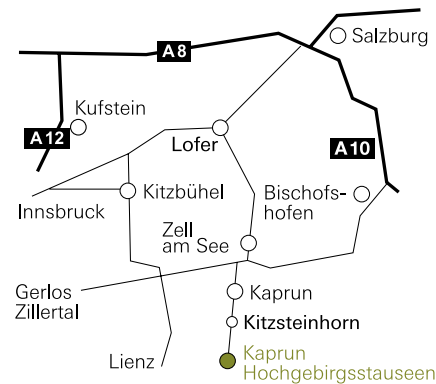 Salzburg
A8
Kufstein
A12
Lofer
A10
Kitzbühel
Bischofs-
hofen
Innsbruck
Zell
am See
Gerlos
Zillertal
Kaprun
Kitzsteinhorn
Lienz
Kaprun
Hochgebirgsstauseen